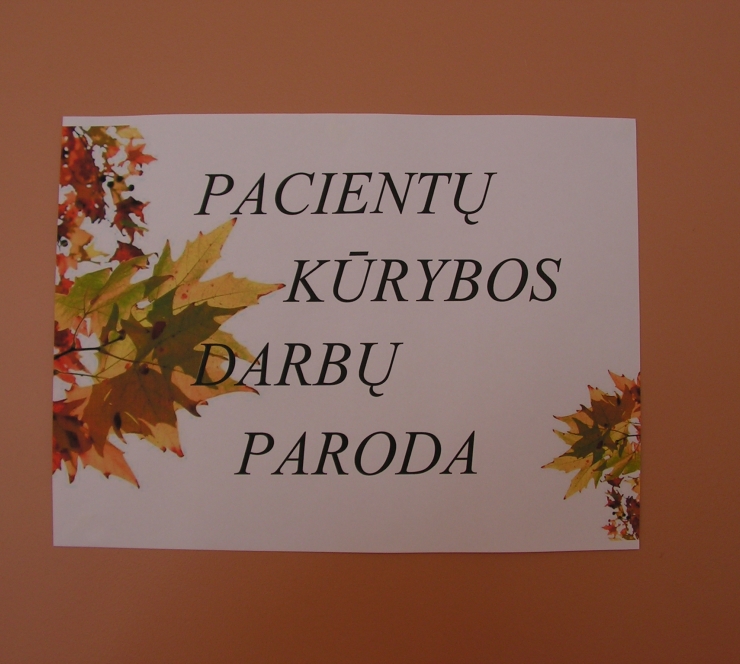 PACIENTŲ
KŪRYBOS
DARBŲ
PARODA